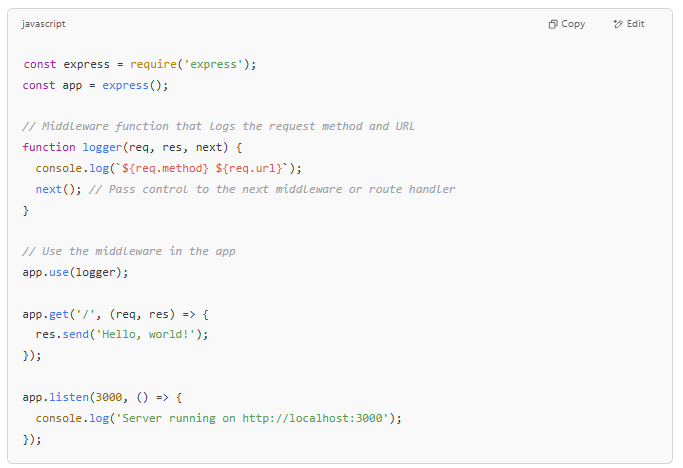 javascript
Copy
Edit
const express = require('express');
const app = express();
// Middleware function that logs the request method and URL
function logger(req, res, next) {
  console.log(`${req.method} ${req.url}`);
  next(); // Pass control to the next middleware or route handler
}
// Use the middleware in the app
app.use(logger);
app.get('/', (req, res) => {
  res.send('Hello, world!');
});
app.listen(3000, () => {
  console.log('Server running on http://localhost:3000');
});